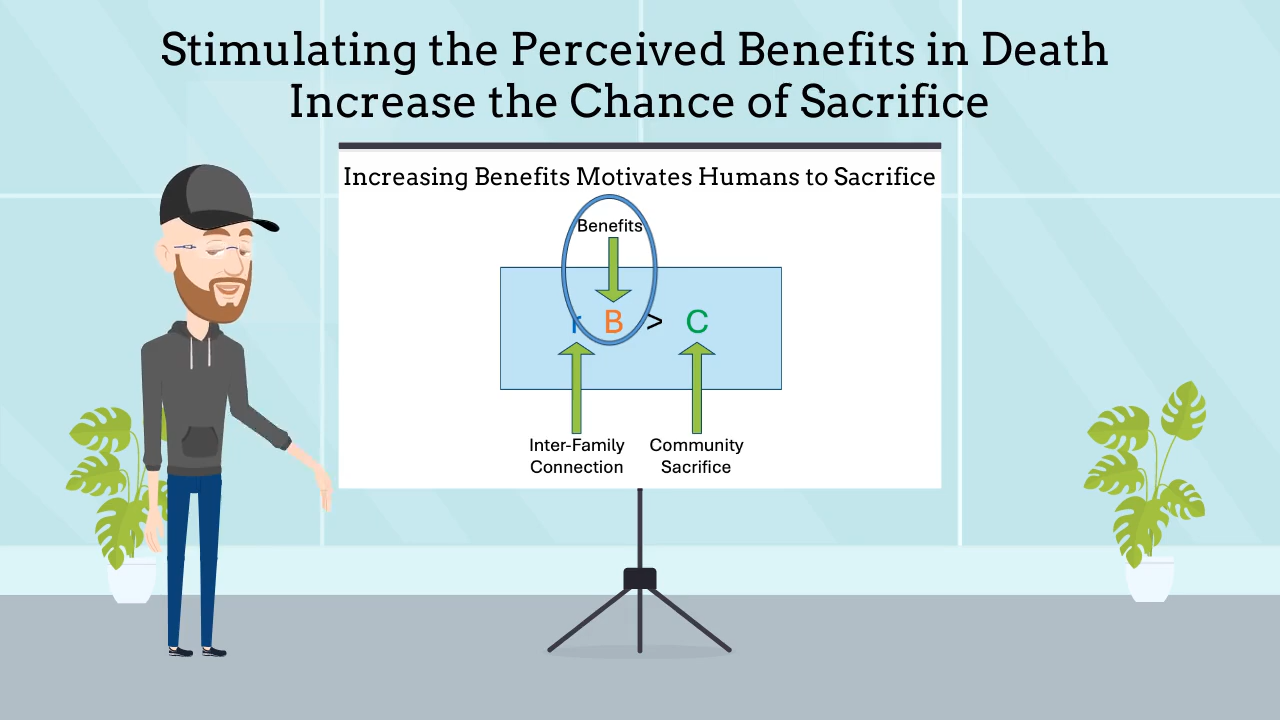 Stimulating the Perceived Benefits in Death
Increase the Chance of Sacrifice
Increasing Benefits Motivates Humans to Sacrifice
Benefits
r B > C
Inter-Family
Connection
Community
Sacrifice